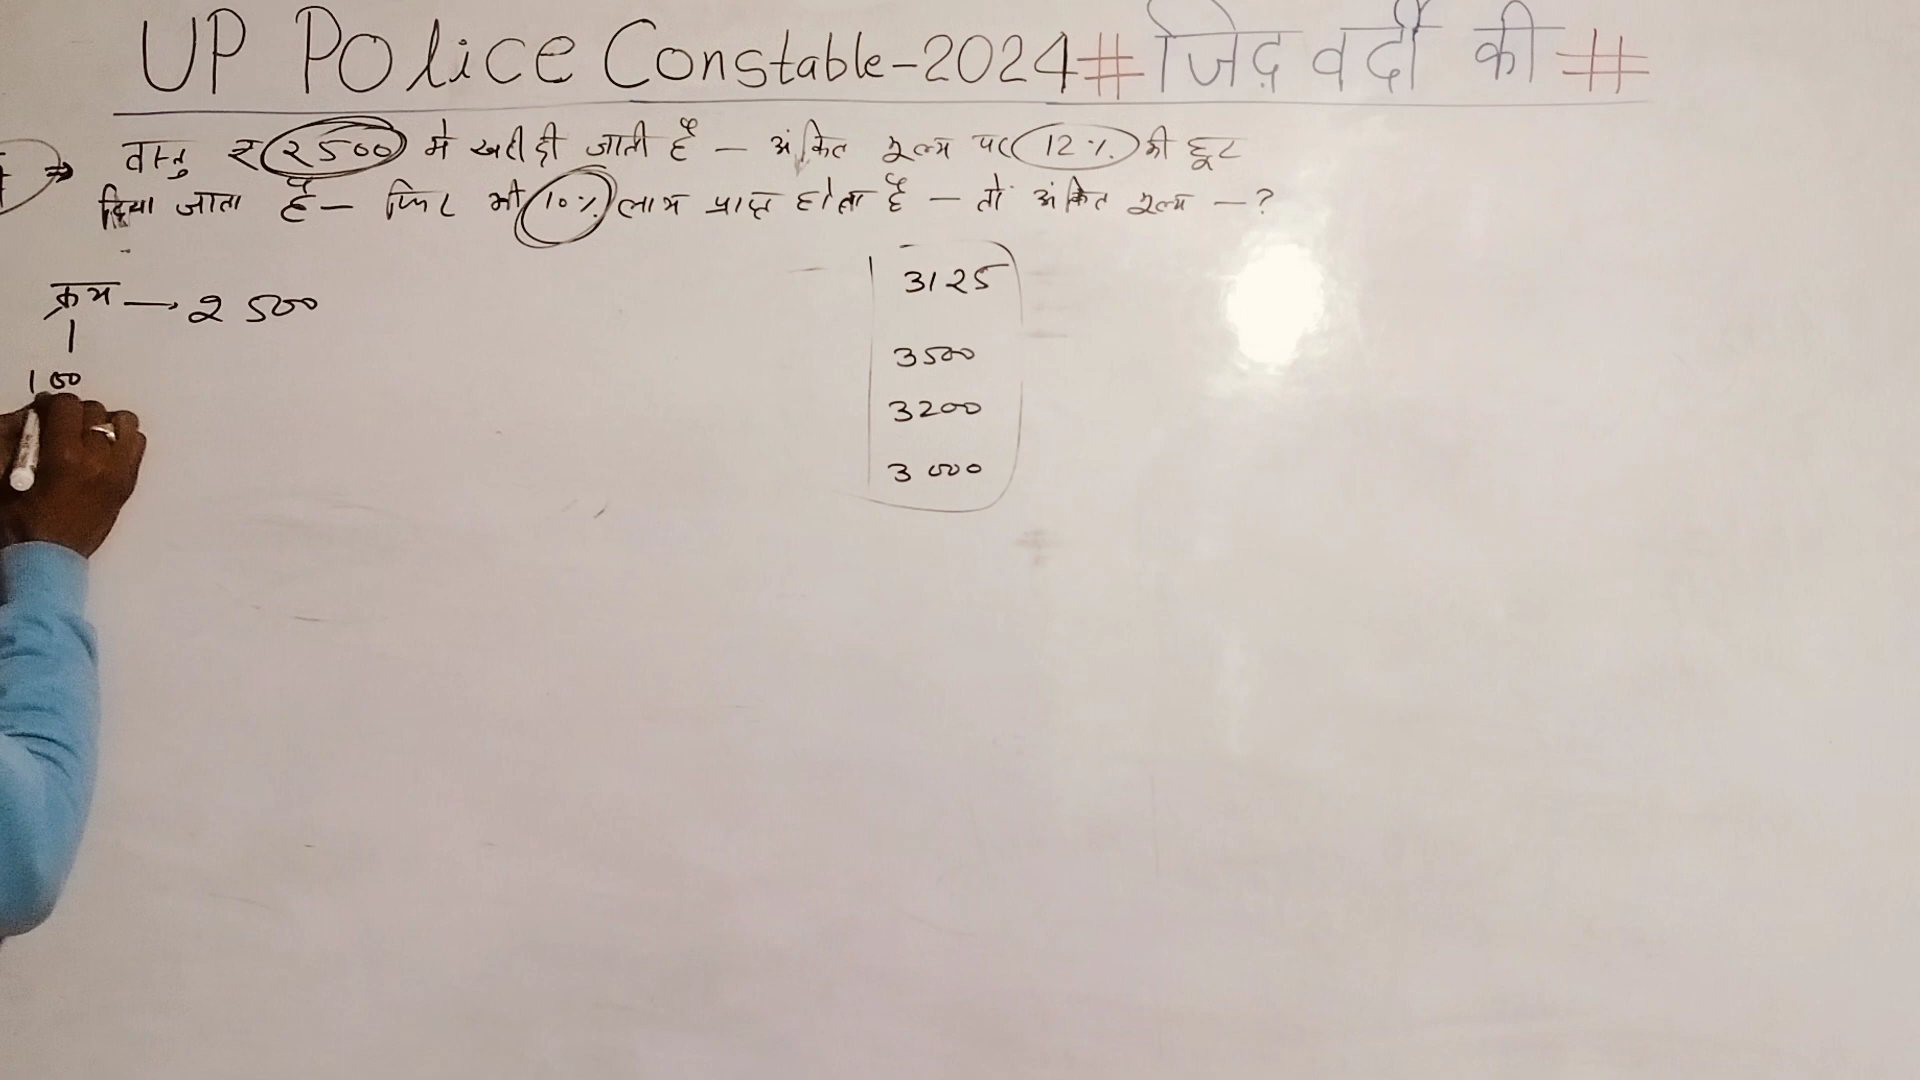 UP Police Constable-2024 # जिद वर्दी की #
वस्तु ₹ 2500 में खरीदी जाती है – अंकित मूल्य पर 12% की छूट
दिया जाता है – फिर भी 10% लाभ प्राप्त होता है – तो अंकित मूल्य – ?
क्रय → 2500
100
3125
3500
3200
3000